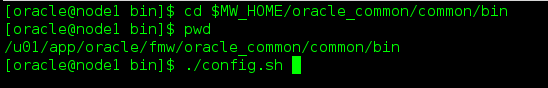 [oracle@node1 bin]$ cd $MW_HOME/oracle_common/common/bin
[oracle@node1 bin]$ pwd
/u01/app/oracle/fmw/oracle_common/common/bin
[oracle@node1 bin]$ ./config.sh